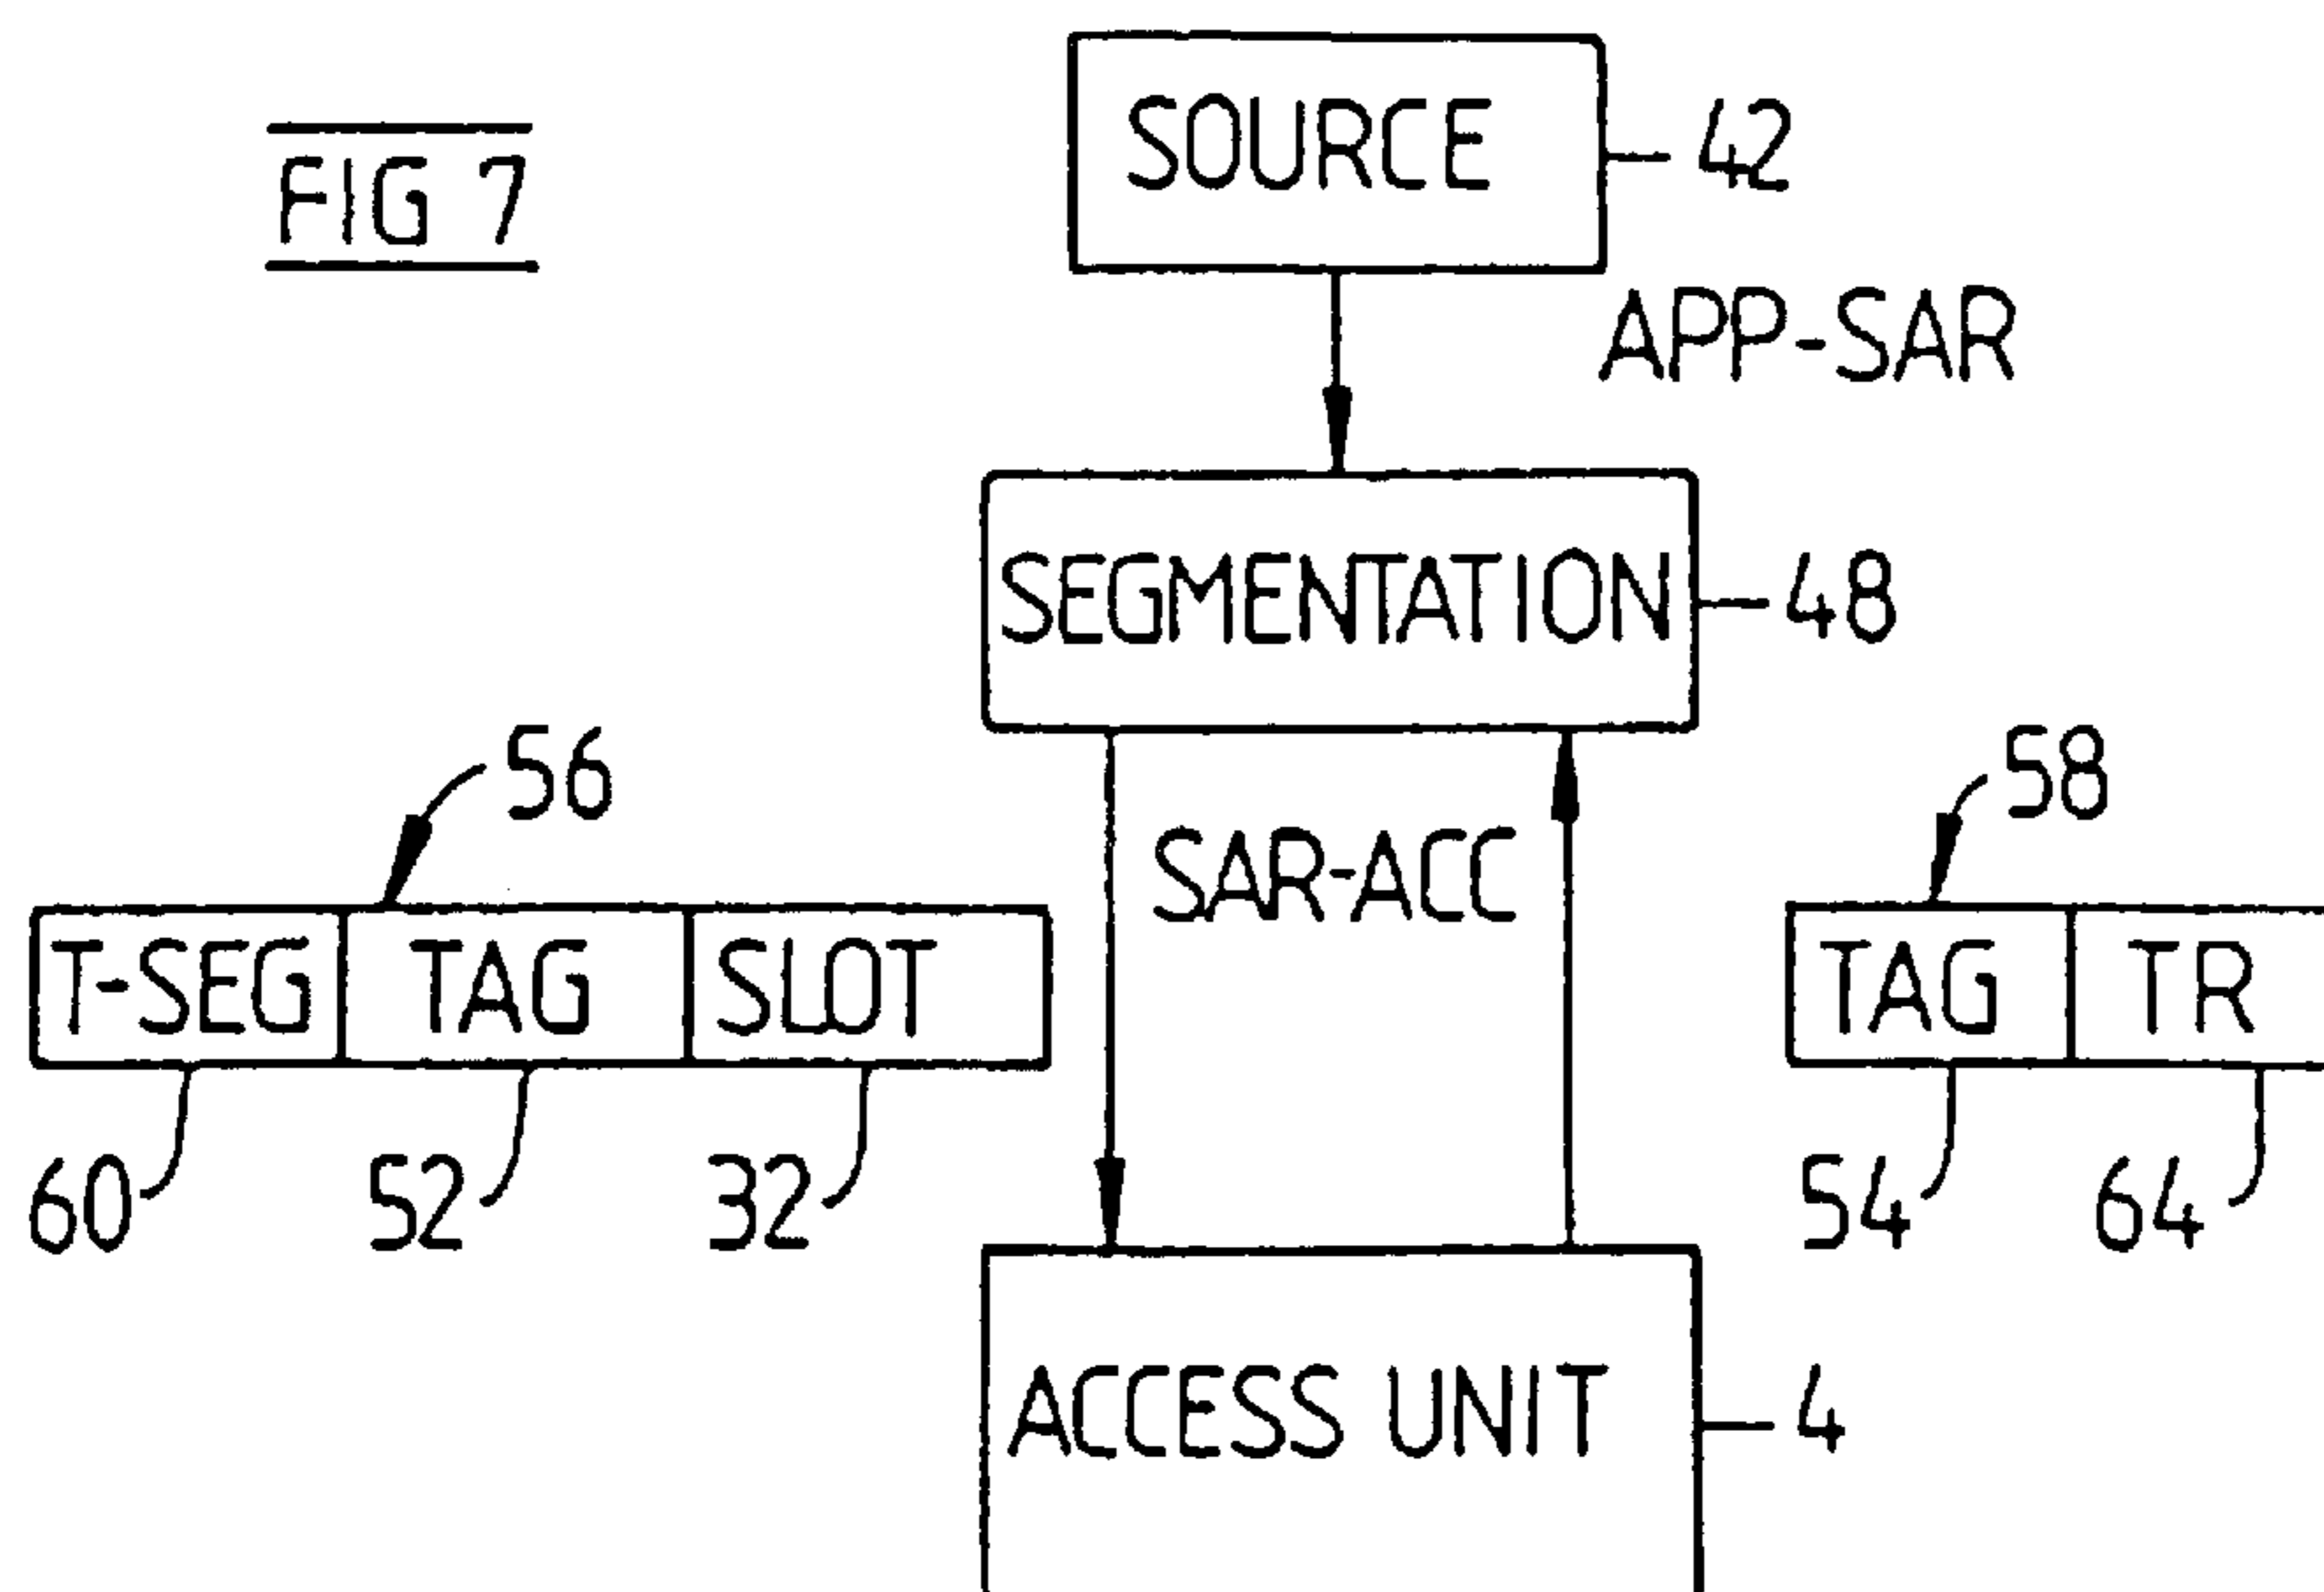 FIG 7
SOURCE
42
APP-SAR
SEGMENTATION
48
56
58
SAR-ACC
T-SEG TAG SLOT
TAG TR
60 52 32
54 64
ACCESS UNIT
4